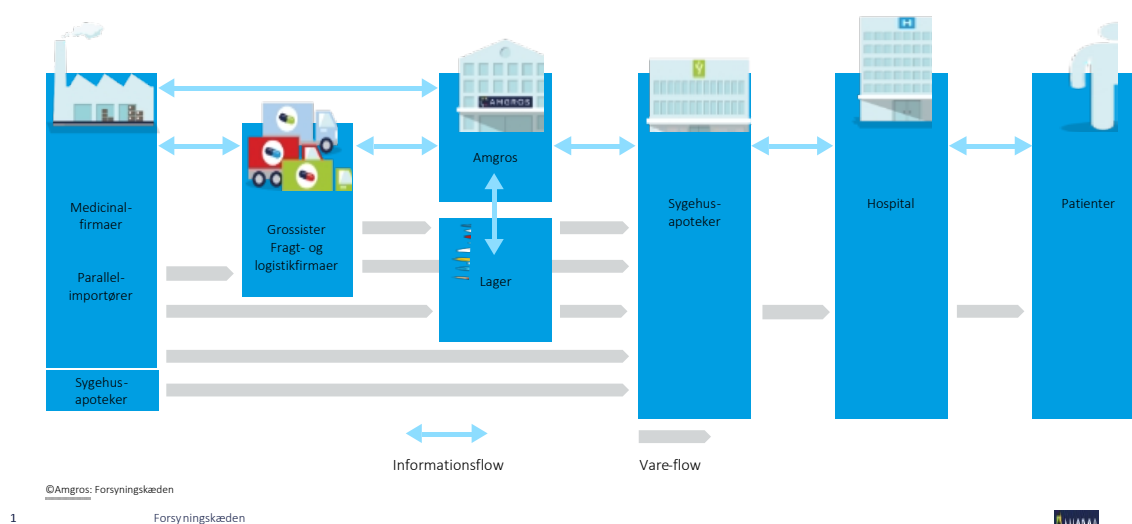 H
AMGROS
Amgros
Medicinal-
firmaer
Parallel-
importører
Sygehus-
apoteker
Grossister
Fragt- og
logistikfirmaer
Lager
Sygehus-
apoteker
Hospital
Patienter
Informationsflow
Vare-flow
©Amgros: Forsyningskæden
1
Forsyningskæden